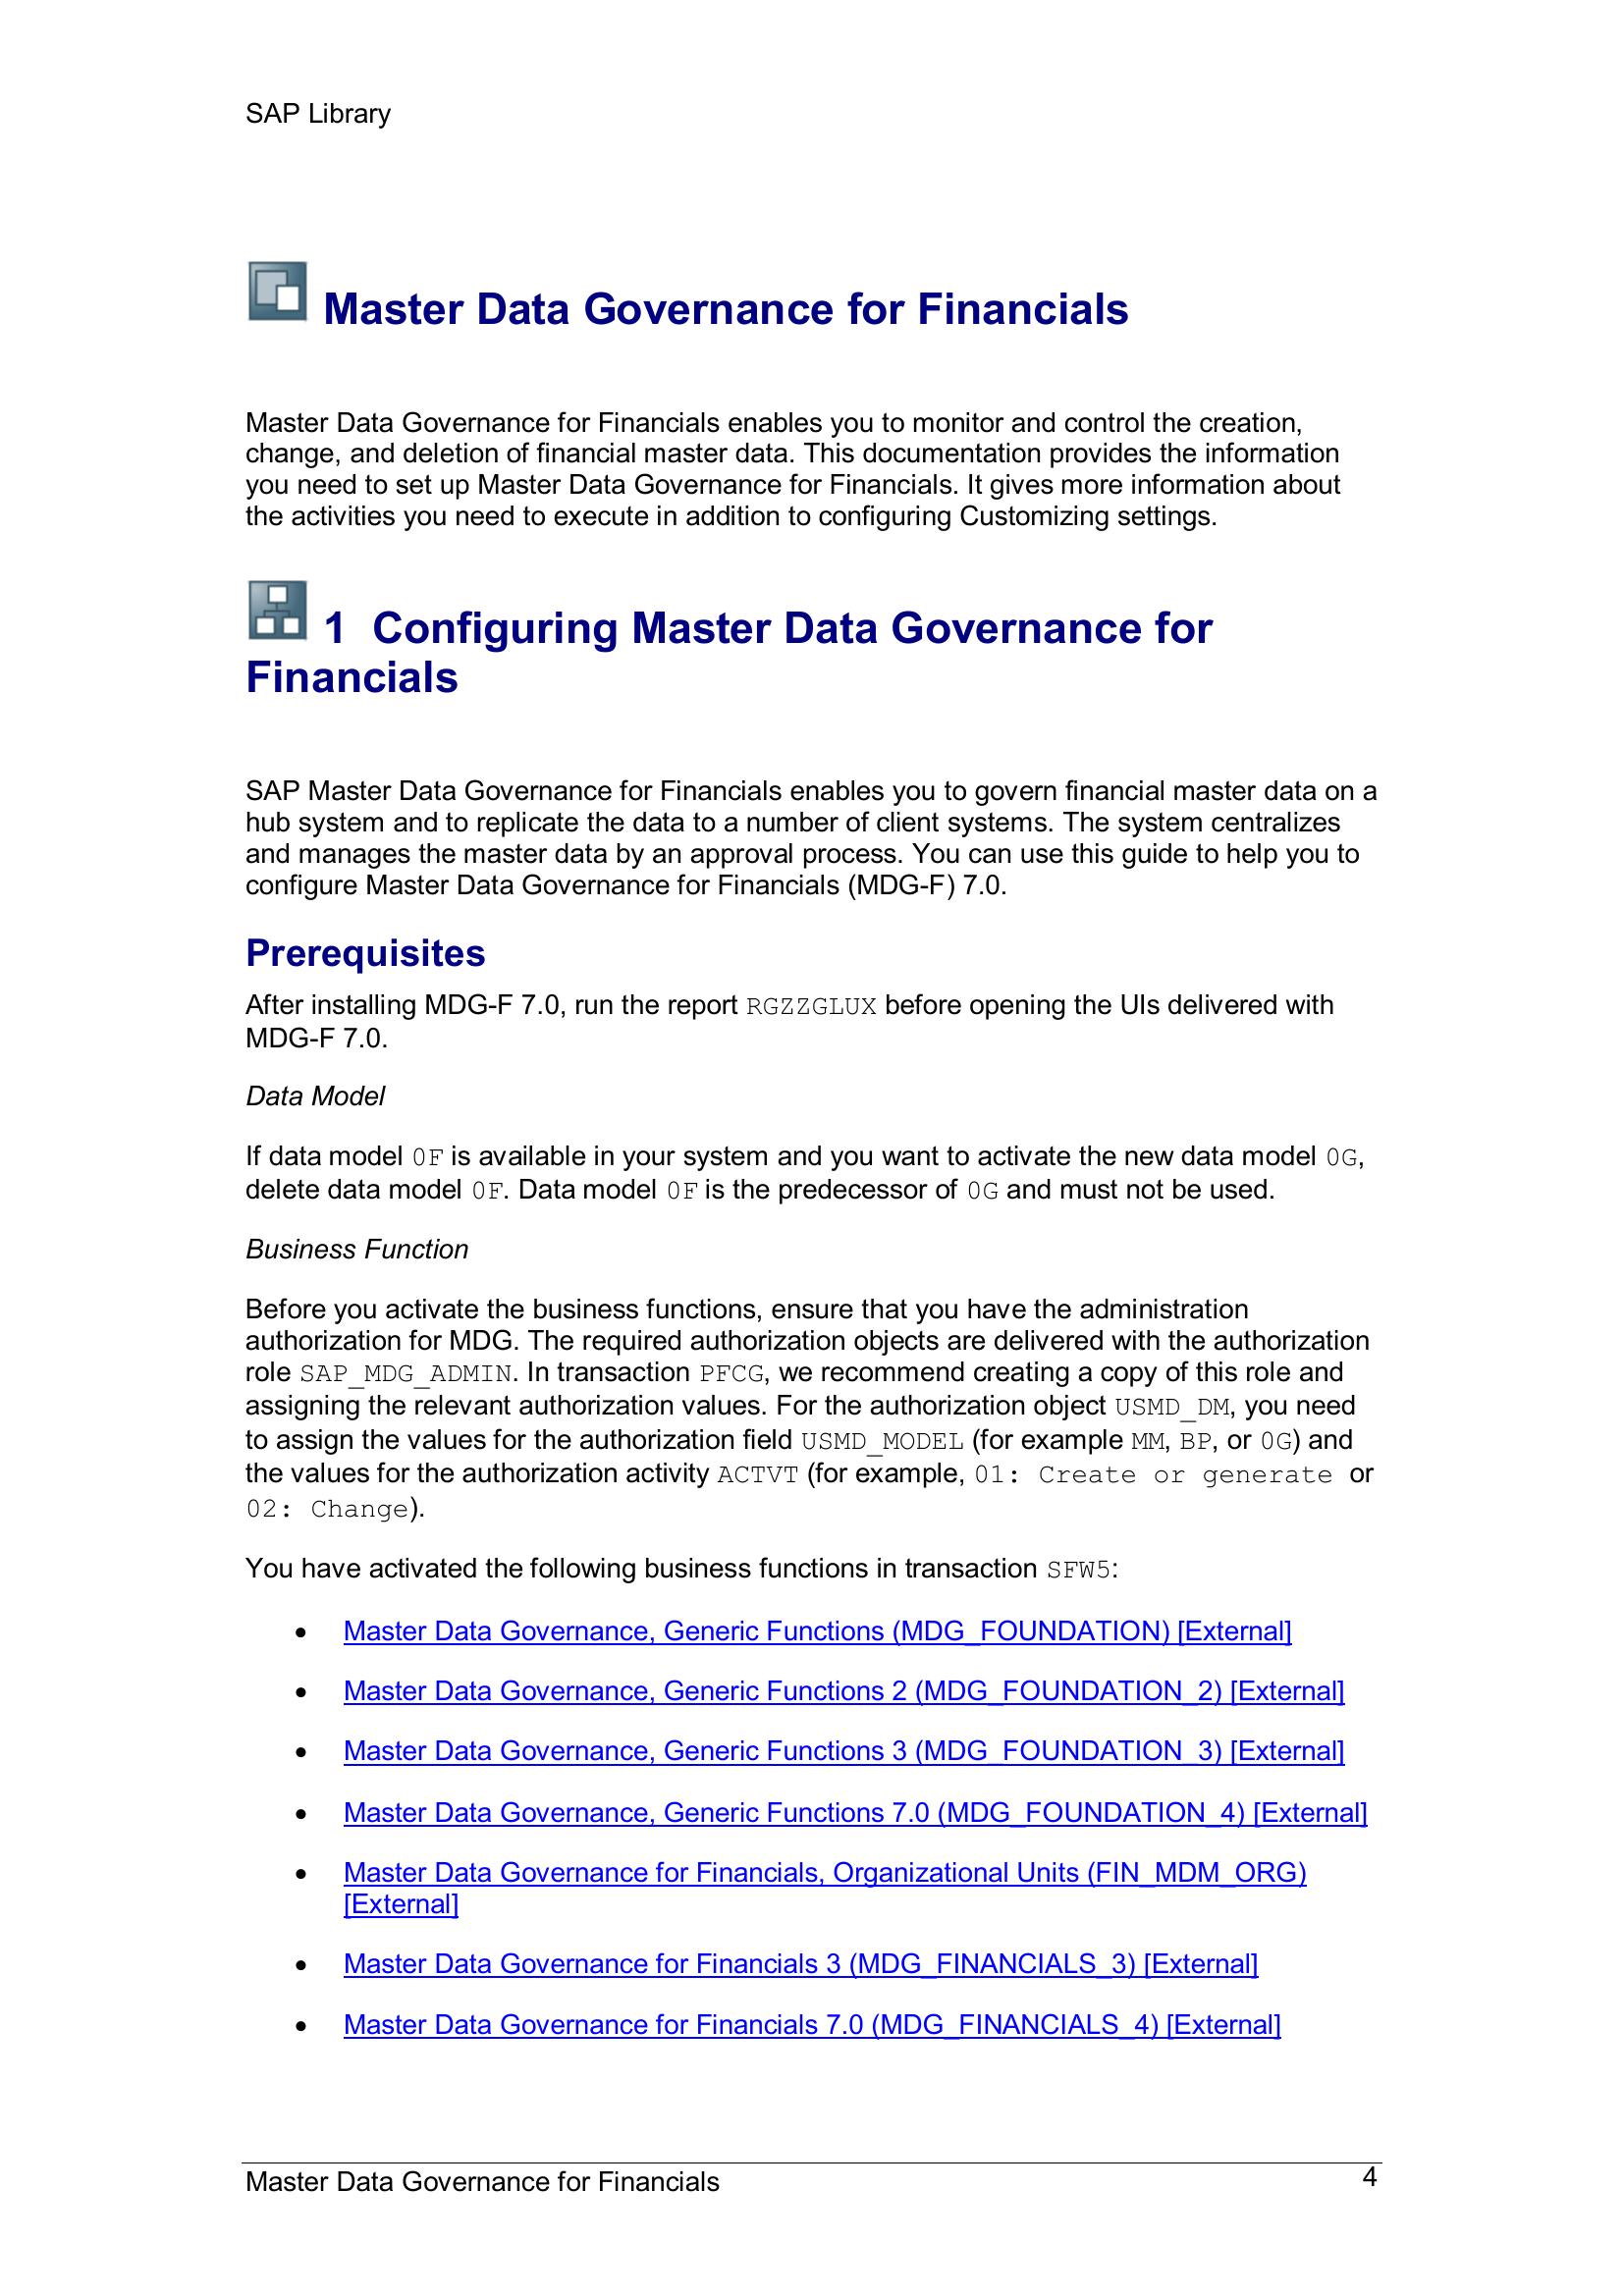 SAP Library
Master Data Governance for Financials
Master Data Governance for Financials enables you to monitor and control the creation,
change, and deletion of financial master data. This documentation provides the information
you need to set up Master Data Governance for Financials. It gives more information about
the activities you need to execute in addition to configuring Customizing settings.
1 Configuring Master Data Governance for
Financials
SAP Master Data Governance for Financials enables you to govern financial master data on a
hub system and to replicate the data to a number of client systems. The system centralizes
and manages the master data by an approval process. You can use this guide to help you to
configure Master Data Governance for Financials (MDG-F) 7.0.
Prerequisites
After installing MDG-F 7.0, run the report RGZZGLUX before opening the UIs delivered with
MDG-F 7.0.
Data Model
If data model 0F is available in your system and you want to activate the new data model 0G,
delete data model 0F. Data model 0F is the predecessor of 0G and must not be used.
Business Function
Before you activate the business functions, ensure that you have the administration
authorization for MDG. The required authorization objects are delivered with the authorization
role SAP_MDG_ADMIN. In transaction PFCG, we recommend creating a copy of this role and
assigning the relevant authorization values. For the authorization object USMD_DM, you need
to assign the values for the authorization field USMD_MODEL (for example MM, BP, or 0G) and
the values for the authorization activity ACTVT (for example, 01: Create or generate or
02: Change).
You have activated the following business functions in transaction SFW5:
• Master Data Governance, Generic Functions (MDG_FOUNDATION) [External]
• Master Data Governance, Generic Functions 2 (MDG_FOUNDATION_2) [External]
• Master Data Governance, Generic Functions 3 (MDG_FOUNDATION_3) [External]
• Master Data Governance, Generic Functions 7.0 (MDG_FOUNDATION_4) [External]
• Master Data Governance for Financials, Organizational Units (FIN_MDM_ORG)
[External]
• Master Data Governance for Financials 3 (MDG_FINANCIALS_3) [External]
• Master Data Governance for Financials 7.0 (MDG_FINANCIALS_4) [External]
Master Data Governance for Financials 4